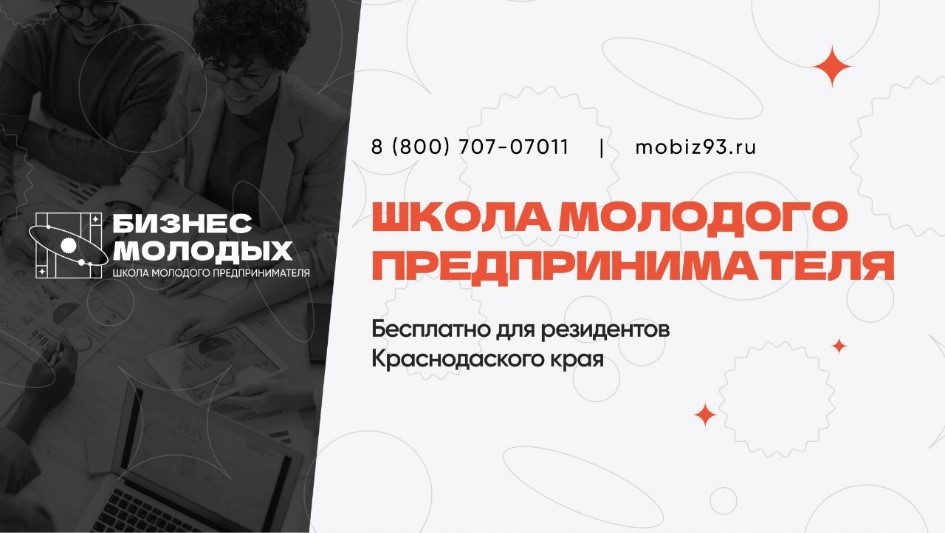 8 (800) 707-07011 | mobiz93.ru
ШКОЛА МОЛОДОГО
ПРЕДПРИНИМАТЕЛЯ
Бесплатно для резидентов
Краснодаского края
БИЗНЕС
МОЛОДЫХ
ШКОЛА МОЛОДОГО ПРЕДПРИНИМАТЕЛЯ